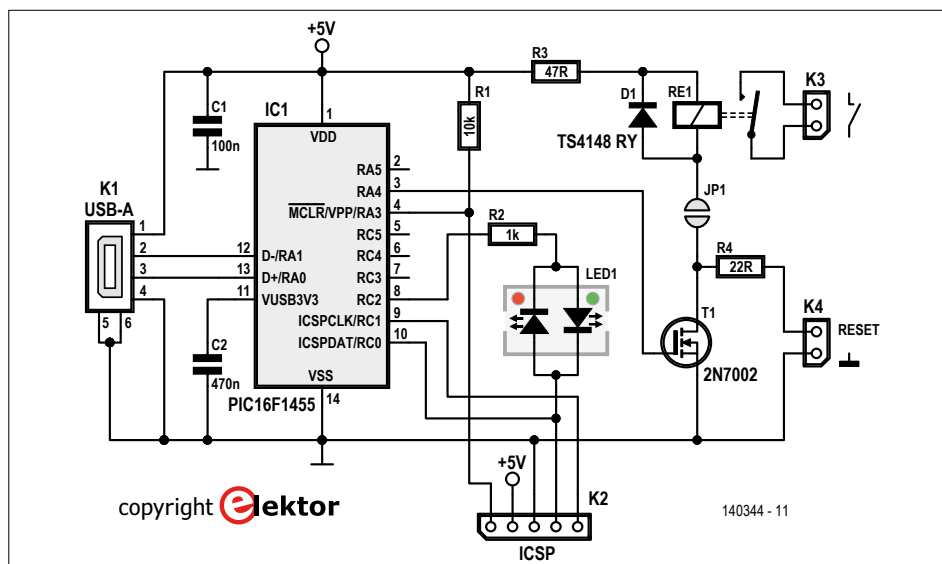 +5V
R3
47R
D1
RE1
K3
TS4148 RY
C1
100n
IC1
1
VDD
R1
10k
RA5 2
RA4 3
MCLR/VPP/RA3 4
RC5 5
RC4 6
RC3 7
RC2 8
ICSPCLK/RC1 9
ICSPDAT/RC0 10
12 D-/RA1
13 D+/RA0
11 VUSB3V3
VSS
14
PIC16F1455
K1
USB-A
1
2
3
4
5 6
C2
470n
R2
1k
LED1
JP1
R4
22R
T1
2N7002
K4
RESET
+5V
K2
ICSP
copyright elektor
140344 - 11